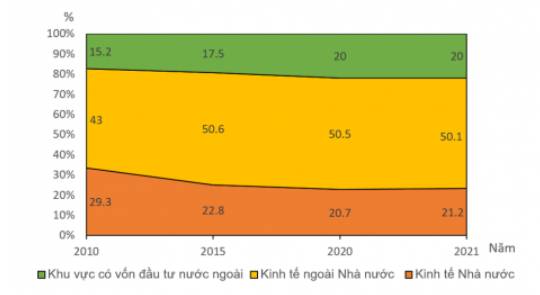 %
100%
90%
80%
70%
60%
50%
40%
30%
20%
10%
0%
15.2 17.5 20 20
43 50.6 50.5 50.1
29.3 22.8 20.7 21.2
2010 2015 2020 2021 Năm
Khu vực có vốn đầu tư nước ngoài Kinh tế ngoài Nhà nước Kinh tế Nhà nước